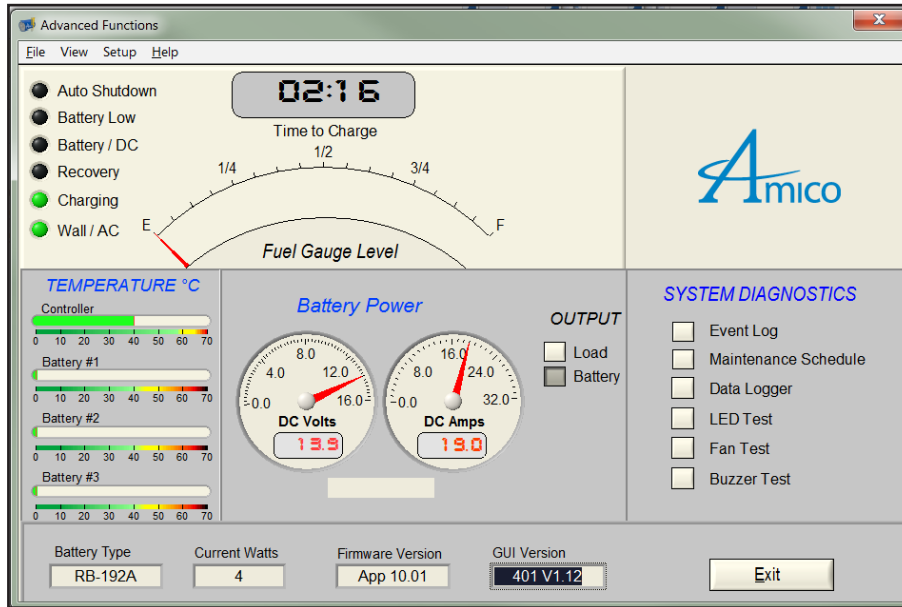 Advanced Functions
File View Setup Help
Auto Shutdown
Battery Low
Battery / DC
Recovery
Charging
Wall / AC
02:16
Time to Charge
E 1/4 1/2 3/4 F
Fuel Gauge Level
Amico
TEMPERATURE °C
Controller
0 10 20 30 40 50 60 70
Battery #1
0 10 20 30 40 50 60 70
Battery #2
0 10 20 30 40 50 60 70
Battery #3
0 10 20 30 40 50 60 70
Battery Power
0.0 4.0 8.0 12.0 16.0
DC Volts
13.9
0.0 8.0 16.0 24.0 32.0
DC Amps
19.0
OUTPUT
Load
Battery
SYSTEM DIAGNOSTICS
Event Log
Maintenance Schedule
Data Logger
LED Test
Fan Test
Buzzer Test
Battery Type
RB-192A
Current Watts
4
Firmware Version
App 10.01
GUI Version
401 V1.12
Exit